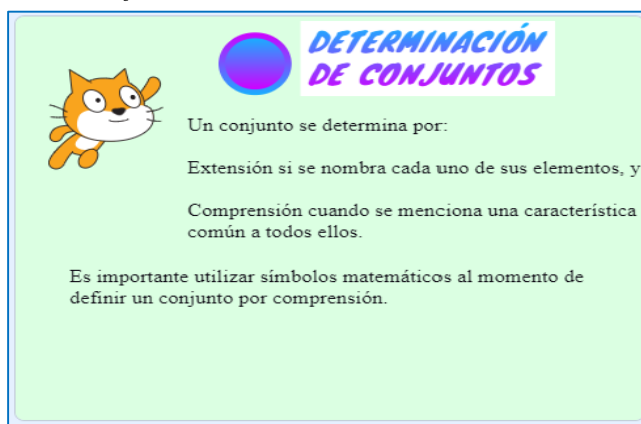 DETERMINACIÓN
DE CONJUNTOS
Un conjunto se determina por:
Extensión si se nombra cada uno de sus elementos, y
Comprensión cuando se menciona una característica
común a todos ellos.
Es importante utilizar símbolos matemáticos al momento de
definir un conjunto por comprensión.